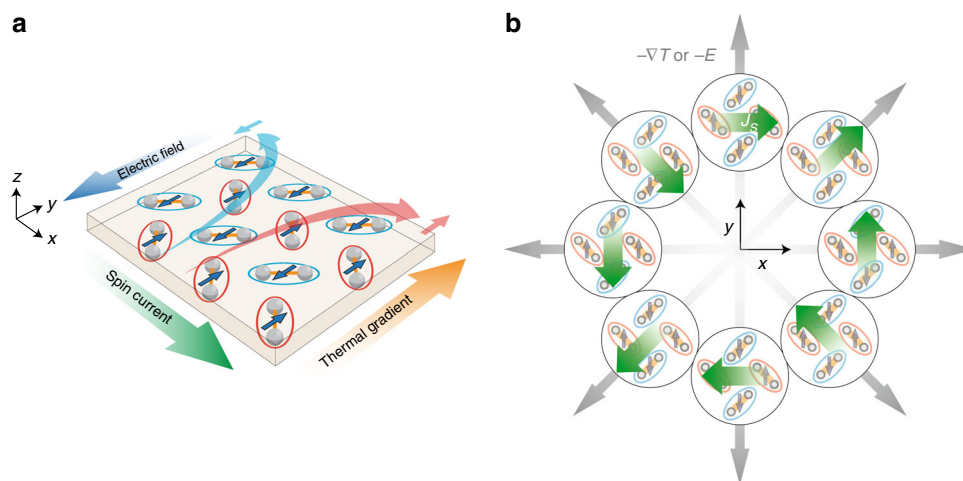 a
b
−∇T or −E
J_S
Electric field
z
y
x
Spin current
Thermal gradient
y
x